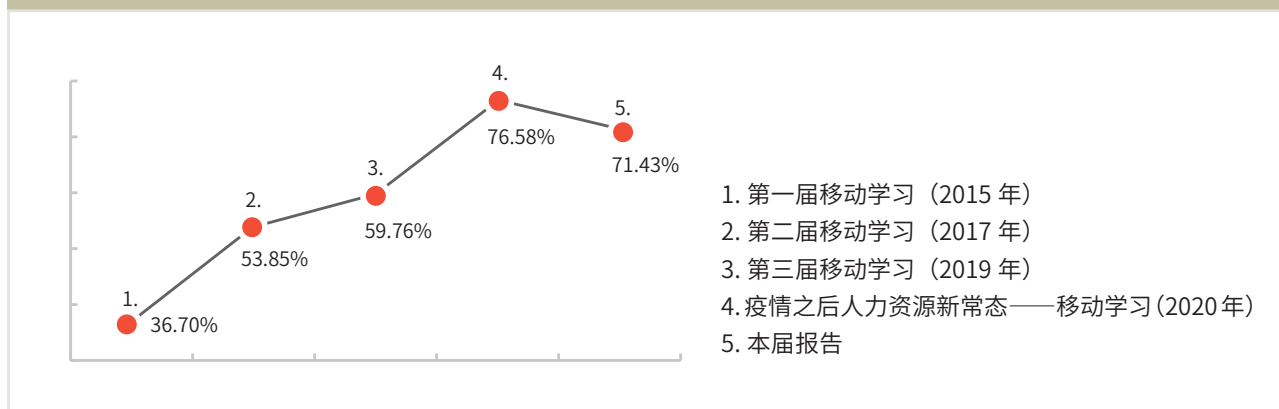 4.
5.
76.58%
3.
71.43%
2.
59.76%
53.85%
1.
36.70%
1. 第一届移动学习（2015 年）
2. 第二届移动学习（2017 年）
3. 第三届移动学习（2019 年）
4. 疫情之后人力资源新常态——移动学习（2020 年）
5. 本届报告